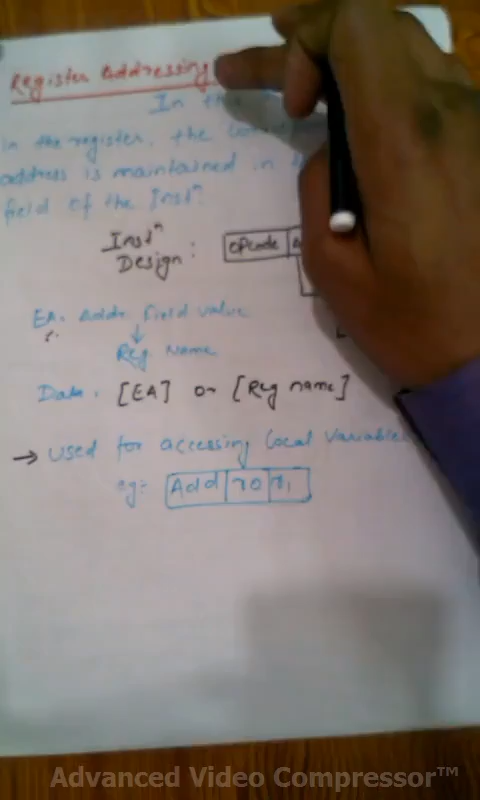 Register Addressing
In th
in the register. the
address is maintained in
field of the Instⁿ.
Instⁿ
Design :
opcode
EA. Addr field value
↓
Reg Name
Data. [EA] or [Reg name]
→ Used for accessing local variables
eg:- Add r0 r1
Advanced Video Compressor™